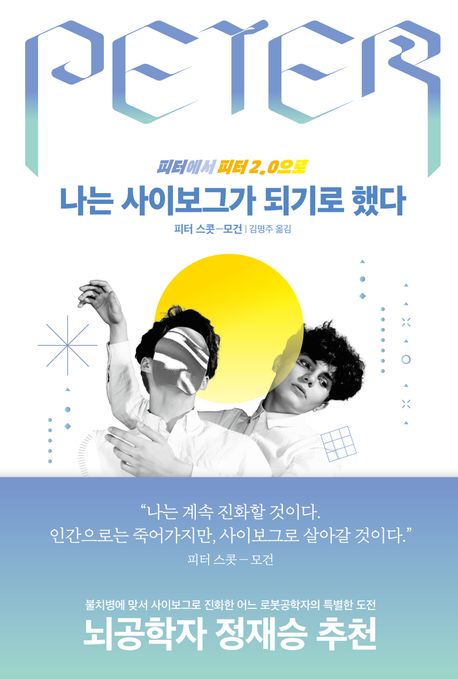 PETER
피터에서 피터 2.0으로
나는 사이보그가 되기로 했다
피터 스콧–모건 | 김명주 옮김
“나는 계속 진화할 것이다.
인간으로는 죽어가지만, 사이보그로 살아갈 것이다.”
피터 스콧 – 모건
불치병에 맞서 사이보그로 진화한 어느 로봇공학자의 특별한 도전
뇌공학자 정재승 추천